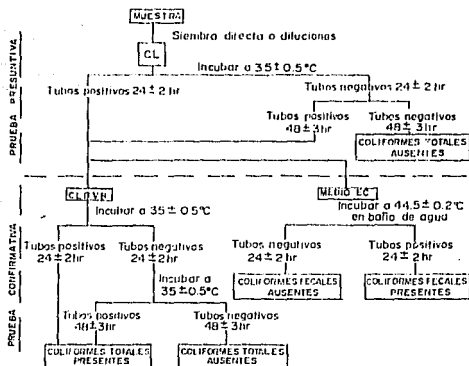 MUESTRA
Siembra directa o diluciones
CL
Incubar a 35 ± 0.5°C
Tubos positivos 24 ± 2 hr
Tubos negativos 24 ± 2 hr
Tubos positivos
48 ± 3 hr
Tubos negativos
48 ± 3 hr
COLIFORMES TOTALES
AUSENTES
PRUEBA PRESUNTIVA
CLBVB
Incubar a 35 ± 0.5°C
MEDIO EC
Incubar a 44.5 ± 0.2°C
en baño de agua
Tubos positivos
24 ± 2 hr
Tubos negativos
24 ± 2 hr
Incubar a
35 ± 0.5°C
Tubos negativos
24 ± 2 hr
Tubos positivos
24 ± 2 hr
COLIFORMES FECALES
AUSENTES
COLIFORMES FECALES
PRESENTES
Tubos positivos
48 ± 3 hr
Tubos negativos
48 ± 3 hr
COLIFORMES TOTALES
PRESENTES
COLIFORMES TOTALES
AUSENTES
PRUEBA CONFIRMATIVA